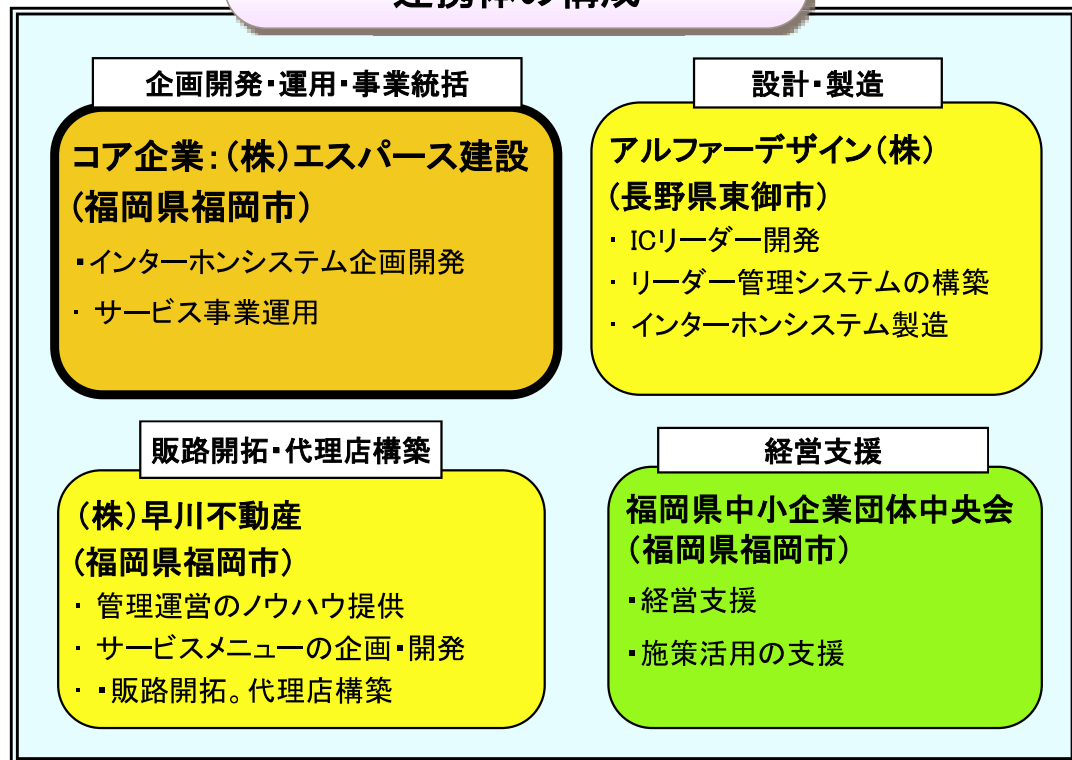 連携体の構成
企画開発・運用・事業統括
コア企業：（株）エスパース建設
（福岡県福岡市）
▪インターホンシステム企画開発
・ サービス事業運用
設計・製造
アルファーデザイン（株）
（長野県東御市）
・ ICリーダー開発
・ リーダー管理システムの構築
・ インターホンシステム製造
販路開拓・代理店構築
（株）早川不動産
（福岡県福岡市）
・ 管理運営のノウハウ提供
・ サービスメニューの企画▪開発
・ ▪販路開拓。代理店構築
経営支援
福岡県中小企業団体中央会
（福岡県福岡市）
▪経営支援
▪施策活用の支援